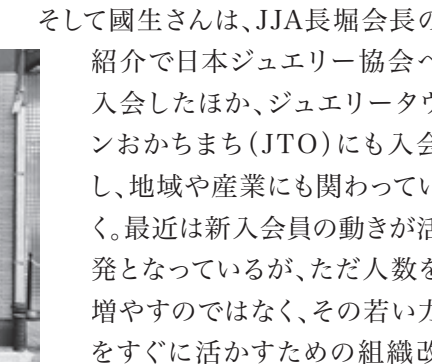 そして國生さんは、JJA長堀会長の
紹介で日本ジュエリー協会へ
入会したほか、ジュエリータウ
ンおかちまち（JTO）にも入会
し、地域や産業にも関わってい
く。最近は新入会員の動きが活
発となっているが、ただ人数を
増やすのではなく、その若い力
をすぐに活かすための組織改